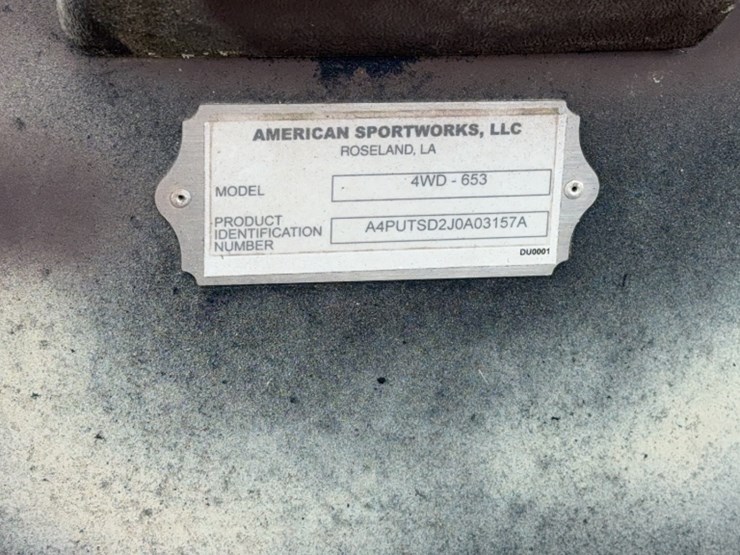 AMERICAN SPORTWORKS, LLC
ROSELAND, LA
MODEL 4WD - 653
PRODUCT
IDENTIFICATION A4PUTSD2J0A03157A
NUMBER
DU0001